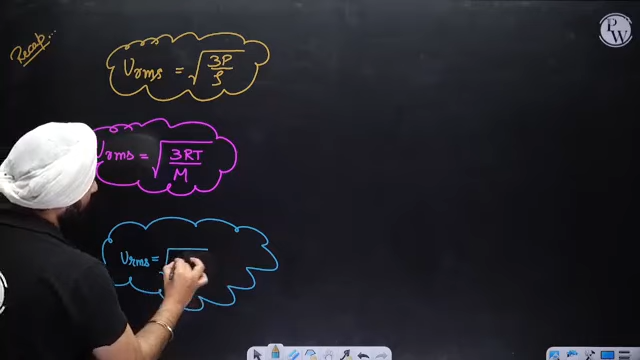 Recap...
Vrms = √(3P/ρ)
Vrms = √(3RT/M)
Vrms = √
PW